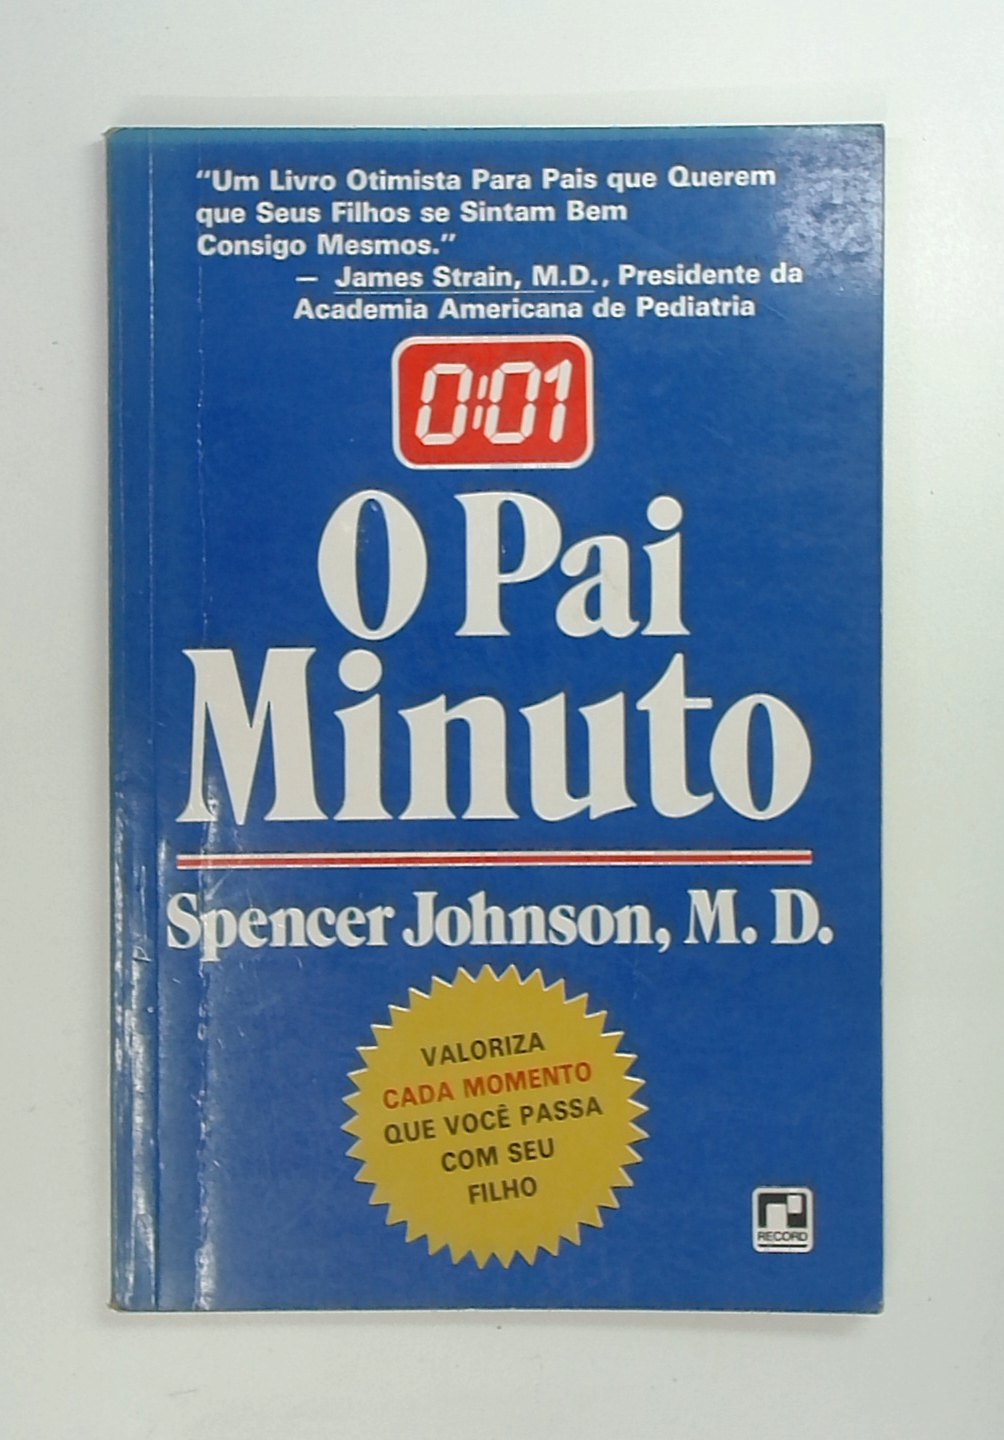 "Um Livro Otimista Para Pais que Querem
que Seus Filhos se Sintam Bem
Consigo Mesmos."
— James Strain, M.D., Presidente da
Academia Americana de Pediatria
0:01
O Pai
Minuto
Spencer Johnson, M. D.
VALORIZA
CADA MOMENTO
QUE VOCÊ PASSA
COM SEU
FILHO
RECORD